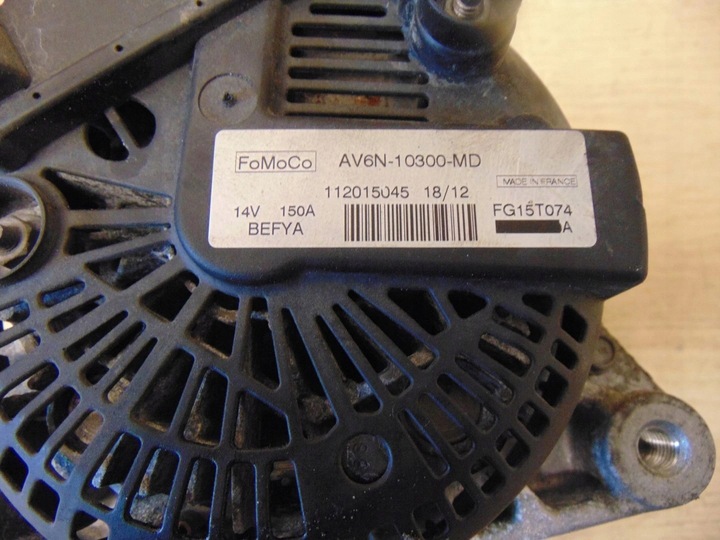 FoMoCo AV6N-10300-MD
MADE IN FRANCE
112015045 18/12
14V 150A FG15T074
BEFYA A